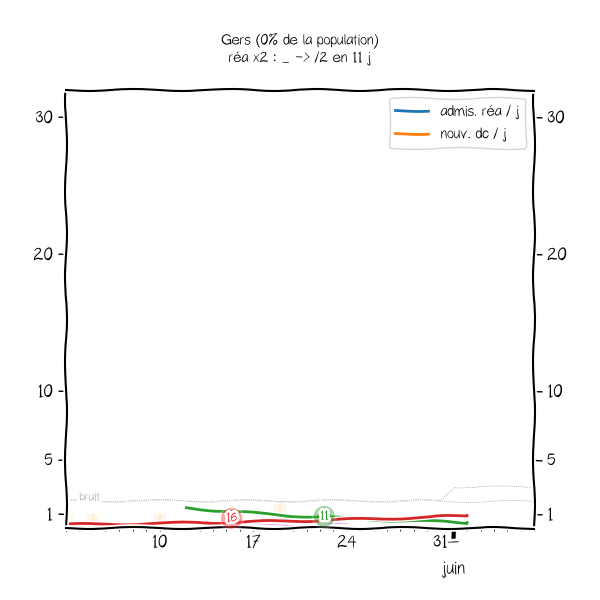 Gers (0% de la population)
réa x2 : _ -> /2 en 11 j
admis. réa / j
nouv. dc / j
30
30
20
20
10
10
5
5
... bruit
1
1
16
11
10
17
24
31
juin